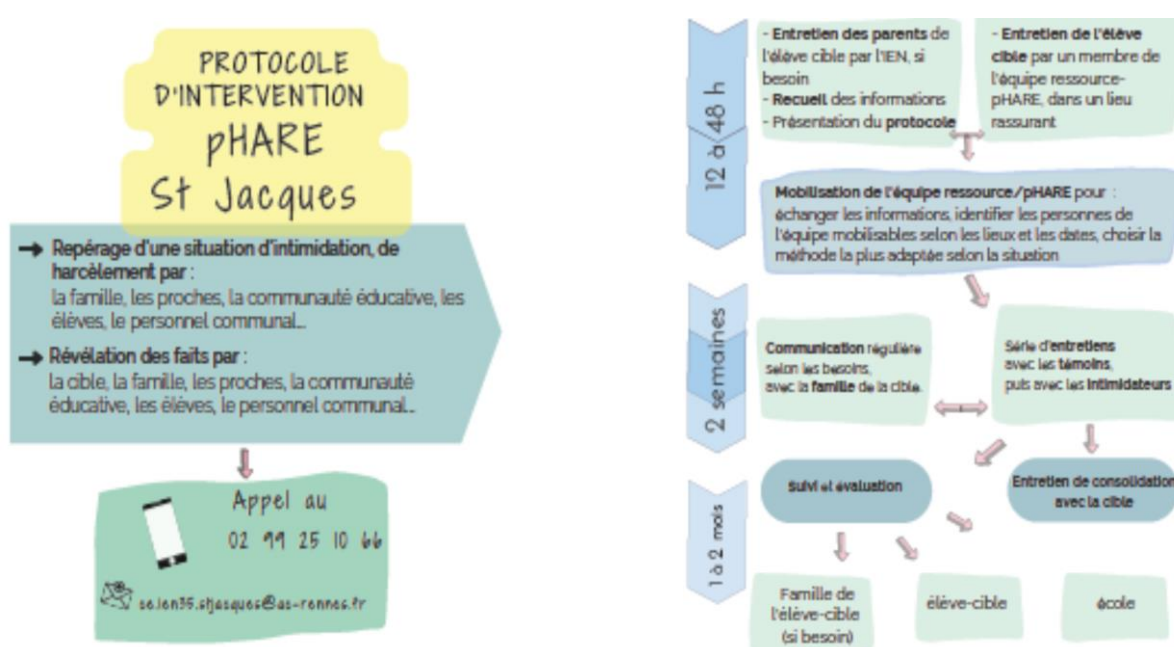 PROTOCOLE
D'INTERVENTION
pHARE
St Jacques
→ Repérage d'une situation d'intimidation, de
harcèlement par :
la famille, les proches, la communauté éducative, les
élèves, le personnel communal...
→ Révélation des faits par :
la cible, la famille, les proches, la communauté
éducative, les élèves, le personnel communal...
Appel au
02 99 25 10 66
se.ien35.stjacques@ac-rennes.fr
12 à 48 h
- Entretien des parents de
l'élève cible par l'IEN, si
besoin
- Recueil des informations
- Présentation du protocole
- Entretien de l'élève
cible par un membre de
l'équipe ressource-
pHARE, dans un lieu
rassurant
Mobilisation de l'équipe ressource/pHARE pour :
échanger les informations, identifier les personnes de
l'équipe mobilisables selon les lieux et les dates, choisir la
méthode la plus adaptée selon la situation
2 semaines
Communication régulière
selon les besoins,
avec la famille de la cible.
Série d'entretiens
avec les témoins,
puis avec les intimidateurs
1 à 2 mois
Suivi et évaluation
Entretien de consolidation
avec la cible
Famille de
l'élève-cible
(si besoin)
élève-cible
école